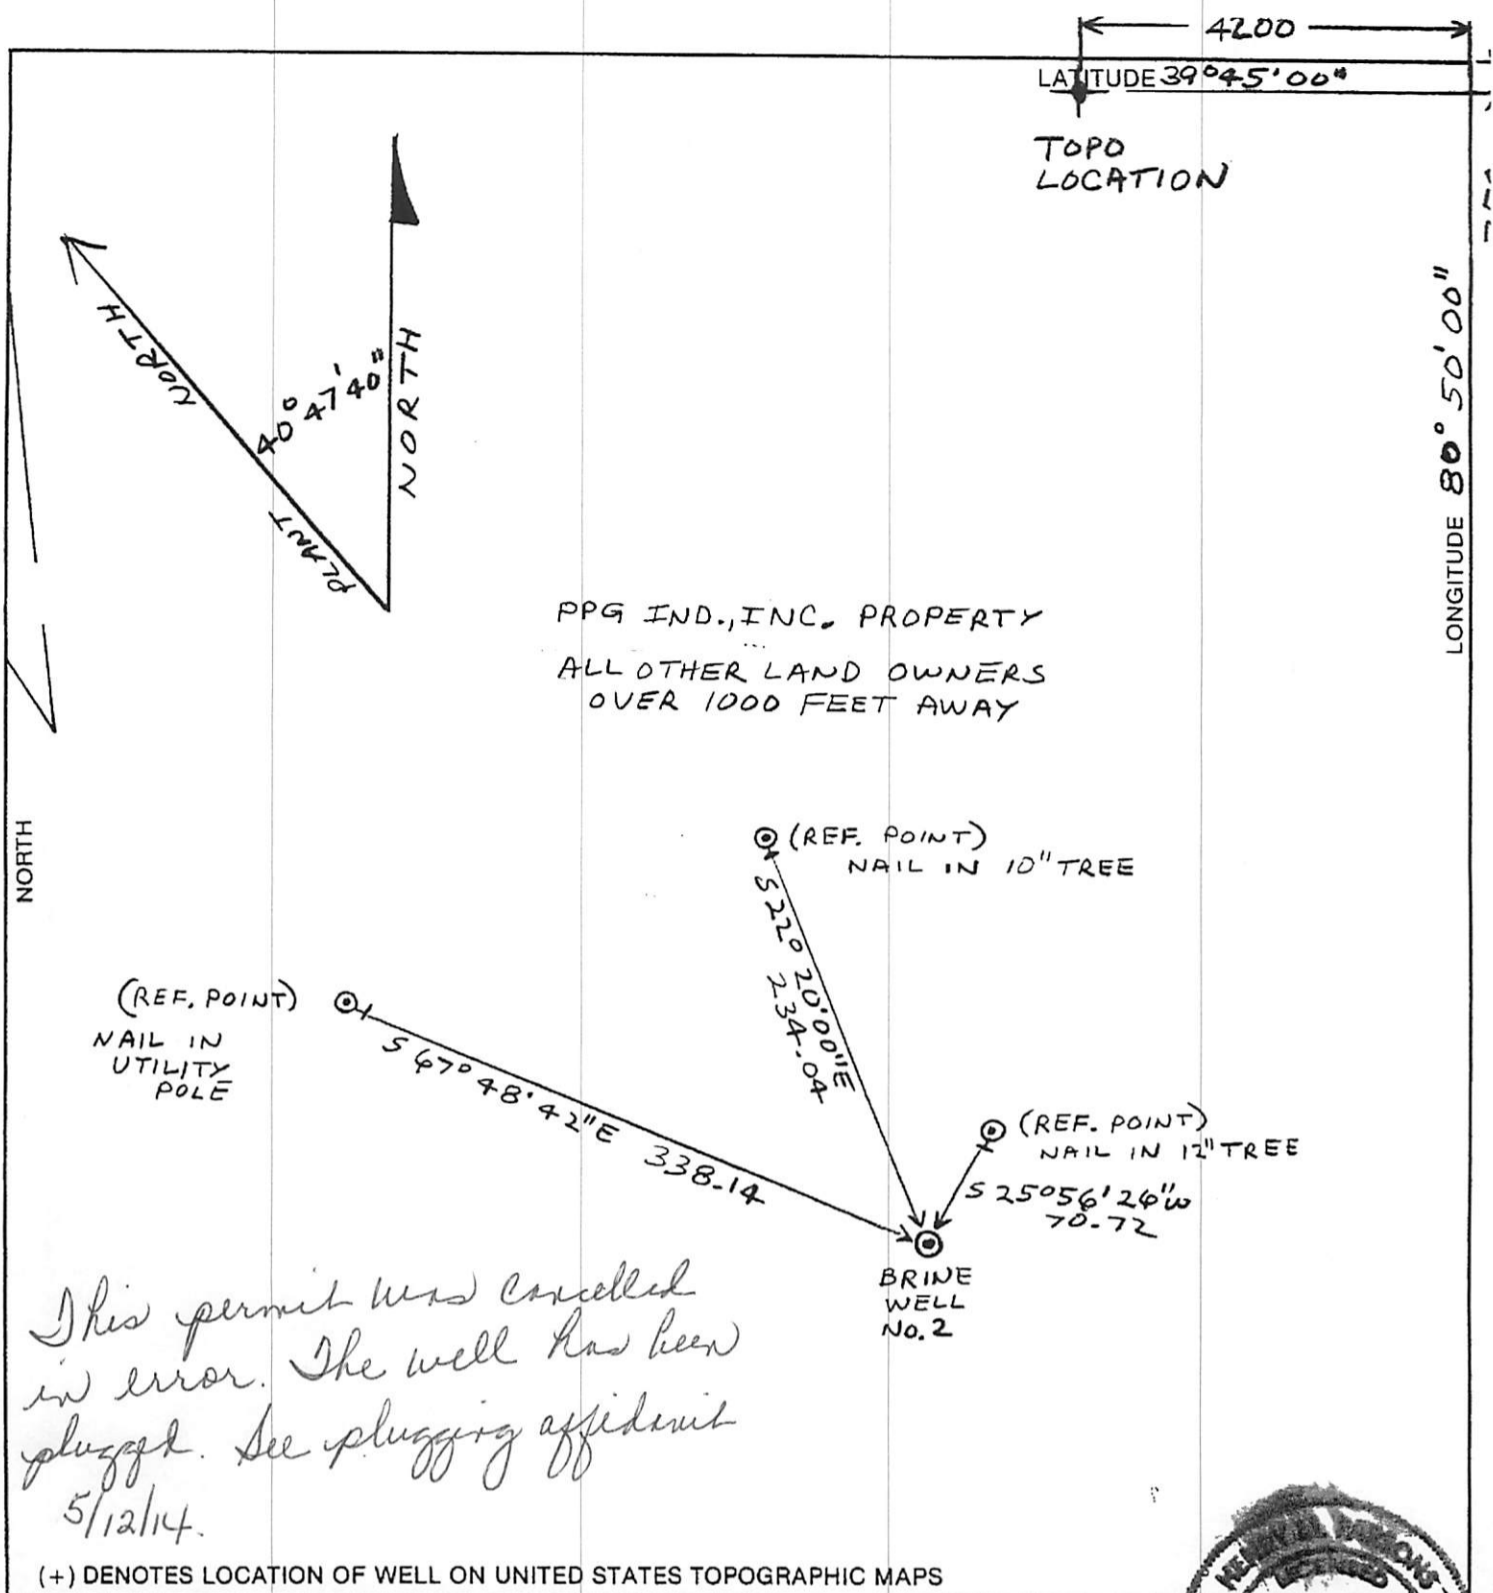 4200
LATITUDE 39°45'00"
TOPO
LOCATION
LONGITUDE 80° 50' 00"
NORTH
PLANT NORTH
40° 47' 40"
NORTH
PPG IND., INC. PROPERTY
ALL OTHER LAND OWNERS
OVER 1000 FEET AWAY
(REF. POINT)
NAIL IN 10" TREE
S 22° 20'00"E
234.04
(REF. POINT)
NAIL IN
UTILITY
POLE
S 67° 48' 42"E 338.14
(REF. POINT)
NAIL IN 12" TREE
S 25°56'26"W
70.72
BRINE
WELL
No. 2
This permit was cancelled
in error. The well has been
plugged. See plugging affidavit
5/12/14.
(+) DENOTES LOCATION OF WELL ON UNITED STATES TOPOGRAPHIC MAPS